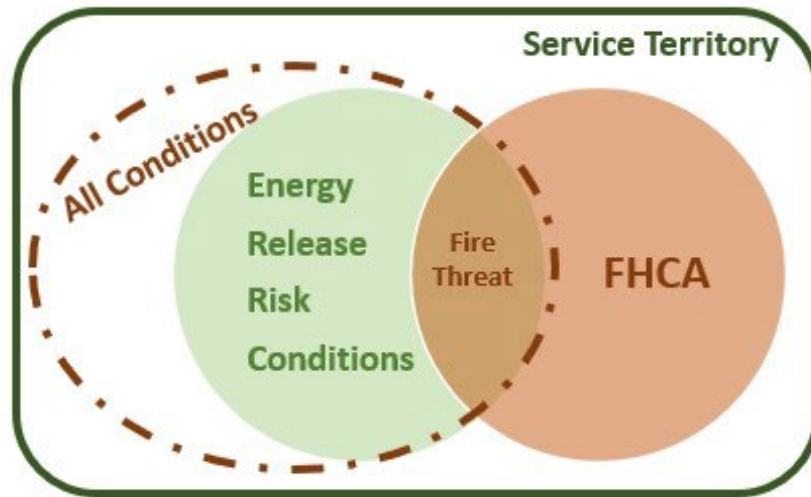 Service Territory
All Conditions
Energy
Release
Risk
Conditions
Fire
Threat
FHCA